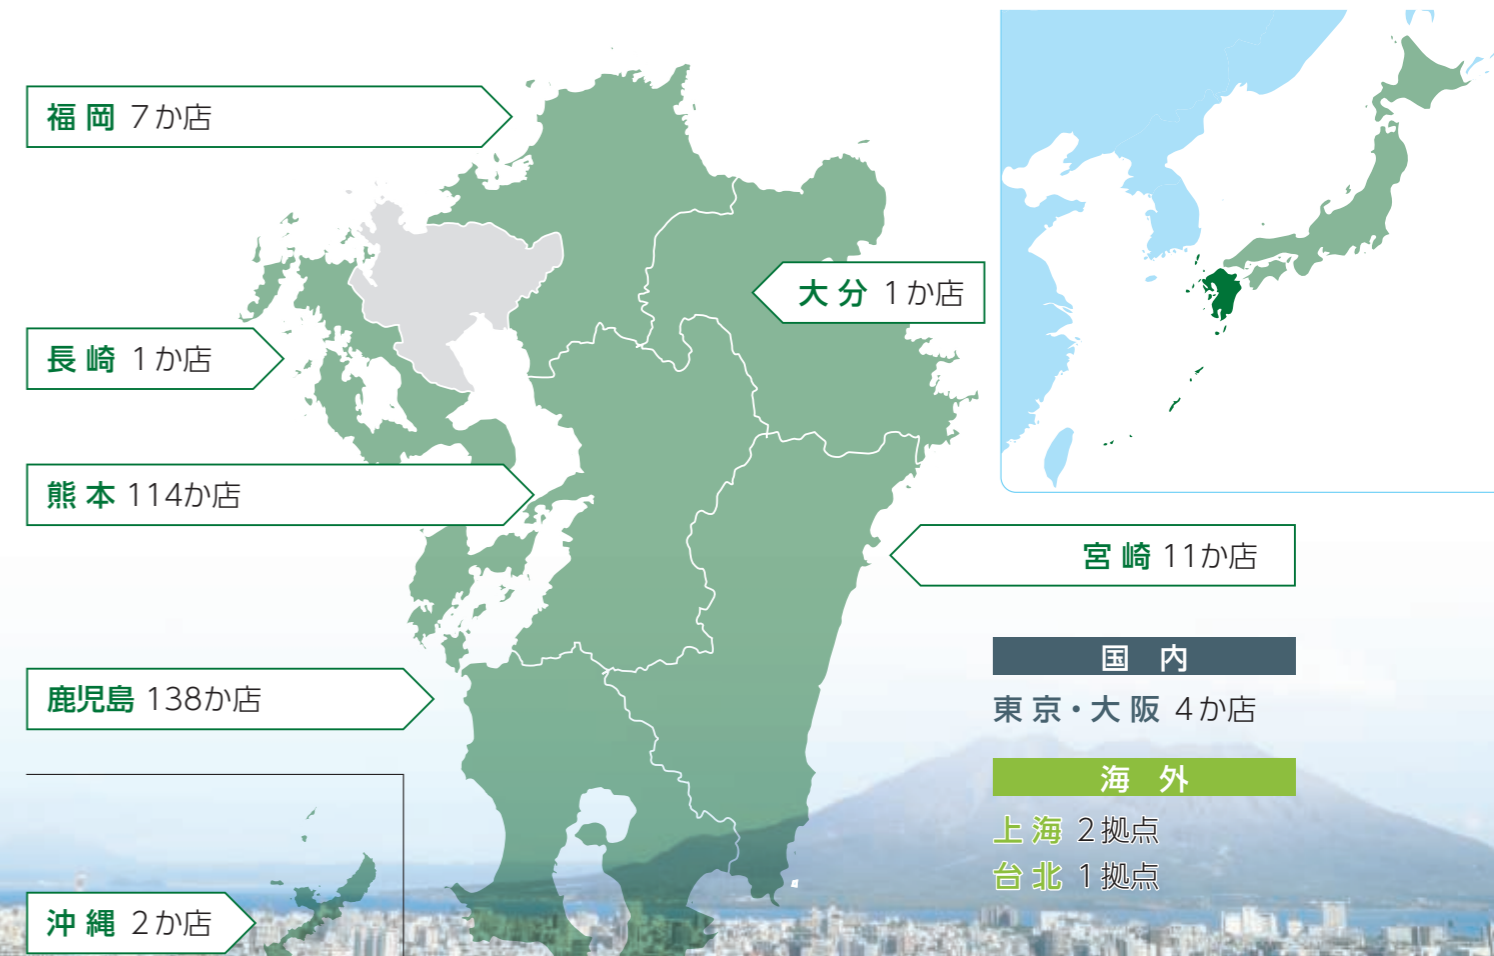 福岡 7か店
大分 1か店
長崎 1か店
熊本 114か店
宮崎 11か店
鹿児島 138か店
沖縄 2か店
国内
東京・大阪 4か店
海外
上海 2拠点
台北 1拠点